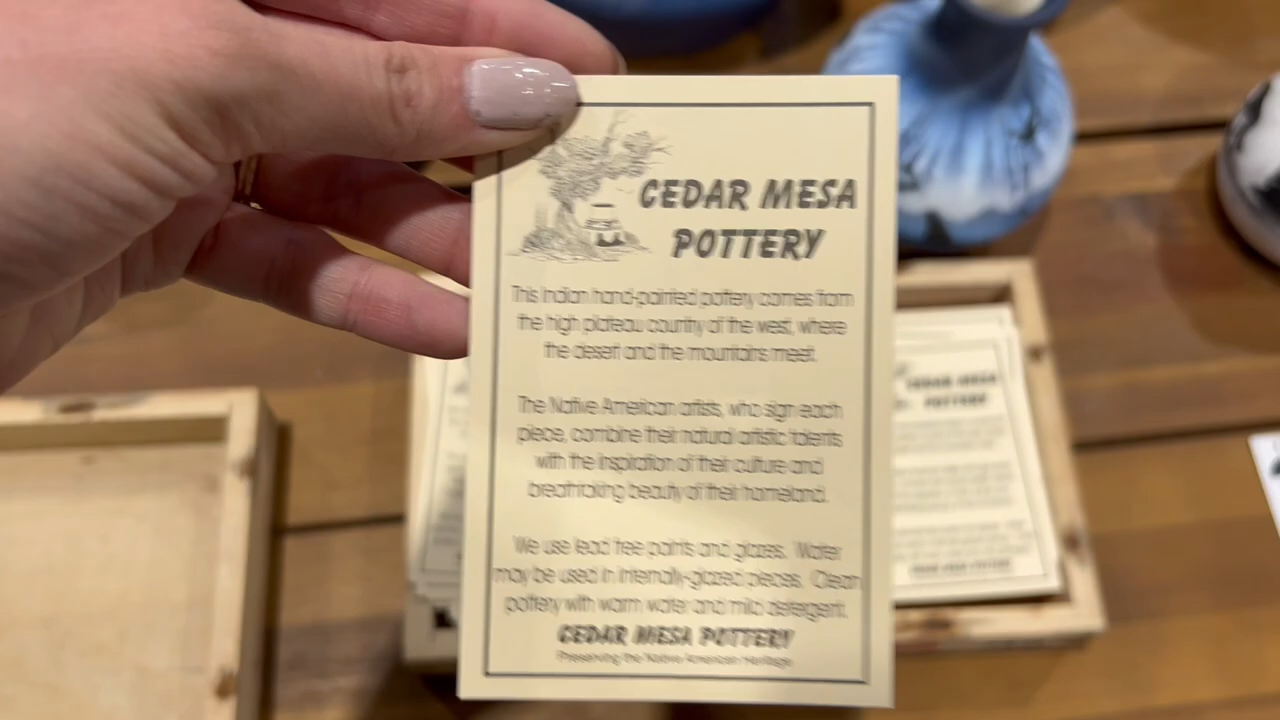 CEDAR MESA
POTTERY
This Indian hand-painted pottery comes from
the high plateau country of the west, where
the desert and the mountains meet.
The Native American artists, who sign each
piece, combine their natural artistic talents
with the inspiration of their culture and
breathtaking beauty of their homeland.
We use lead free paints and glazes. Water
may be used in internally-glazed pieces. Clean
pottery with warm water and mild detergent.
CEDAR MESA POTTERY
Preserving the Native American Heritage
CEDAR MESA
POTTERY